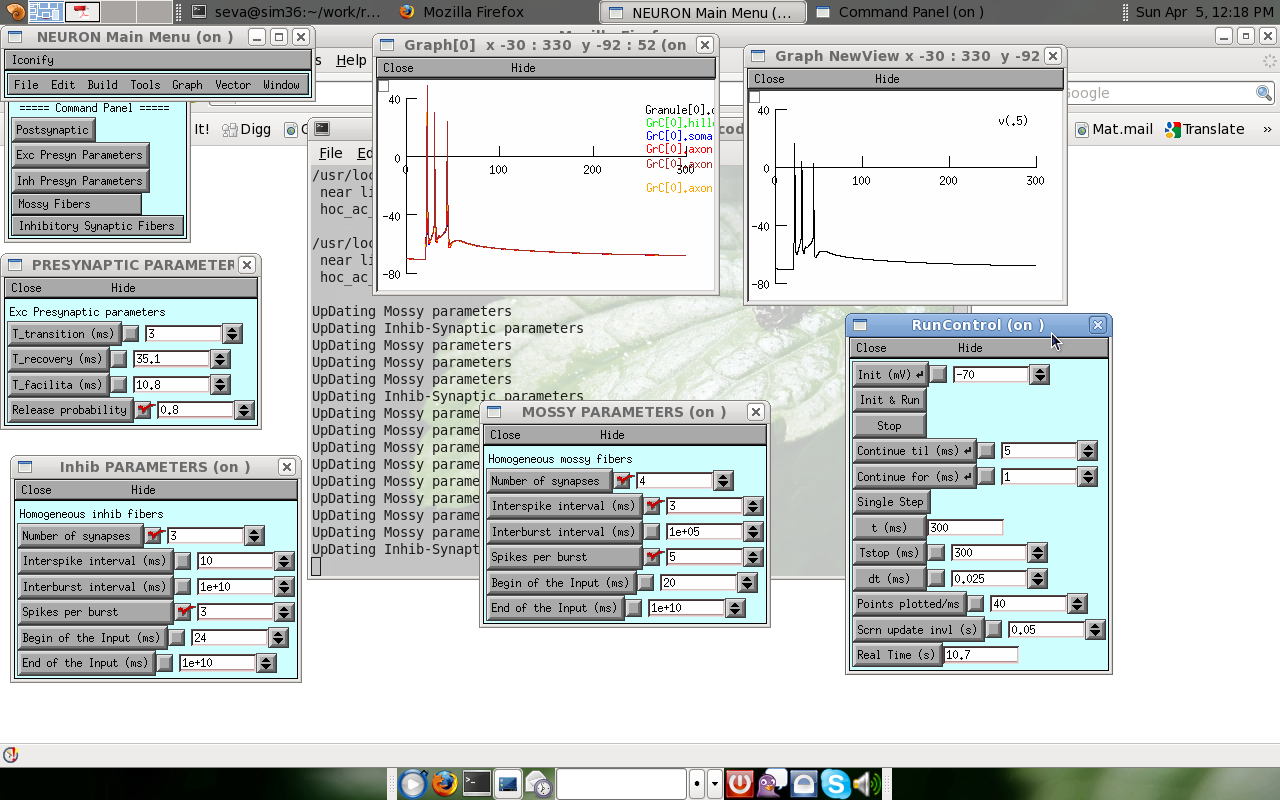 seva@sim36:~/work/r...
Mozilla Firefox
NEURON Main Menu (...
Command Panel (on )
Sun Apr 5, 12:18 PM
NEURON Main Menu (on )
Iconify
File Edit Build Tools Graph Vector Window
===== Command Panel =====
Postsynaptic
Exc Presyn Parameters
Inh Presyn Parameters
Mossy Fibers
Inhibitory Synaptic Fibers
s Help
It! Digg
Google
Mat.mail Translate »
Graph[0] x -30 : 330 y -92 : 52 (on
Close Hide
40
0
-40
-80
100
200
300
Granule[0].
GrC[0].hill
GrC[0].soma
GrC[0].axon
GrC[0].axon
GrC[0].axon
Graph NewView x -30 : 330 y -92
Close Hide
40
0
-40
-80
100
200
300
v(.5)
File Ed
cod
/usr/loc
near li
hoc_ac_
/usr/loc
near li
hoc_ac_
UpDating Mossy parameters
UpDating Inhib-Synaptic parameters
UpDating Mossy parameters
UpDating Mossy parameters
UpDating Mossy parameters
UpDating Inhib-Synaptic parameters
UpDating Mossy parame
UpDating Mossy parame
UpDating Mossy parame
UpDating Mossy parame
UpDating Mossy parame
UpDating Mossy parame
UpDating Mossy parame
UpDating Mossy parame
UpDating Inhib-Synapt
PRESYNAPTIC PARAMETER
Close Hide
Exc Presynaptic parameters
T_transition (ms) 3
T_recovery (ms) 35.1
T_facilita (ms) 10.8
Release probability 0.8
Inhib PARAMETERS (on )
Close Hide
Homogeneous inhib fibers
Number of synapses 3
Interspike interval (ms) 10
Interburst interval (ms) 1e+10
Spikes per burst 3
Begin of the Input (ms) 24
End of the Input (ms) 1e+10
MOSSY PARAMETERS (on )
Close Hide
Homogeneous mossy fibers
Number of synapses 4
Interspike interval (ms) 3
Interburst interval (ms) 1e+05
Spikes per burst 5
Begin of the Input (ms) 20
End of the Input (ms) 1e+10
RunControl (on )
Close Hide
Init (mV) -70
Init & Run
Stop
Continue til (ms) 5
Continue for (ms) 1
Single Step
t (ms) 300
Tstop (ms) 300
dt (ms) 0.025
Points plotted/ms 40
Scrn update invl (s) 0.05
Real Time (s) 10.7